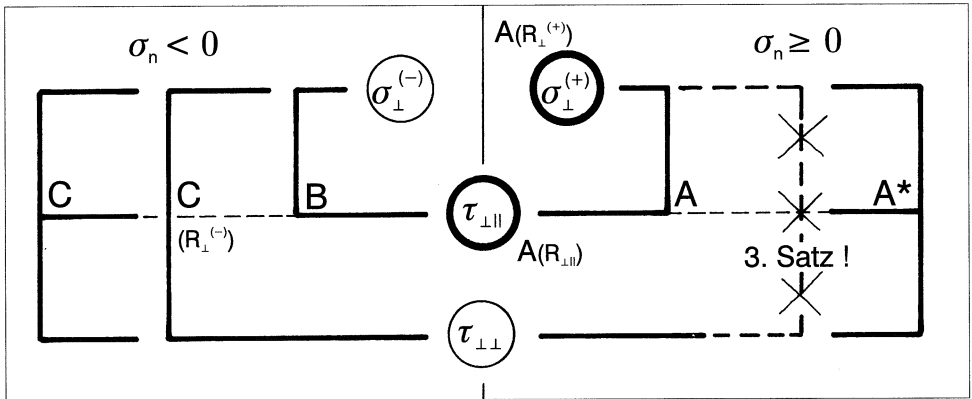 σₙ < 0
A(R⊥⁽⁺⁾)
σₙ ≥ 0
σ⊥⁽⁻⁾
σ⊥⁽⁺⁾
C
C
B
τ⊥||
A
A*
(R⊥⁽⁻⁾)
A(R⊥||)
3. Satz !
τ⊥⊥